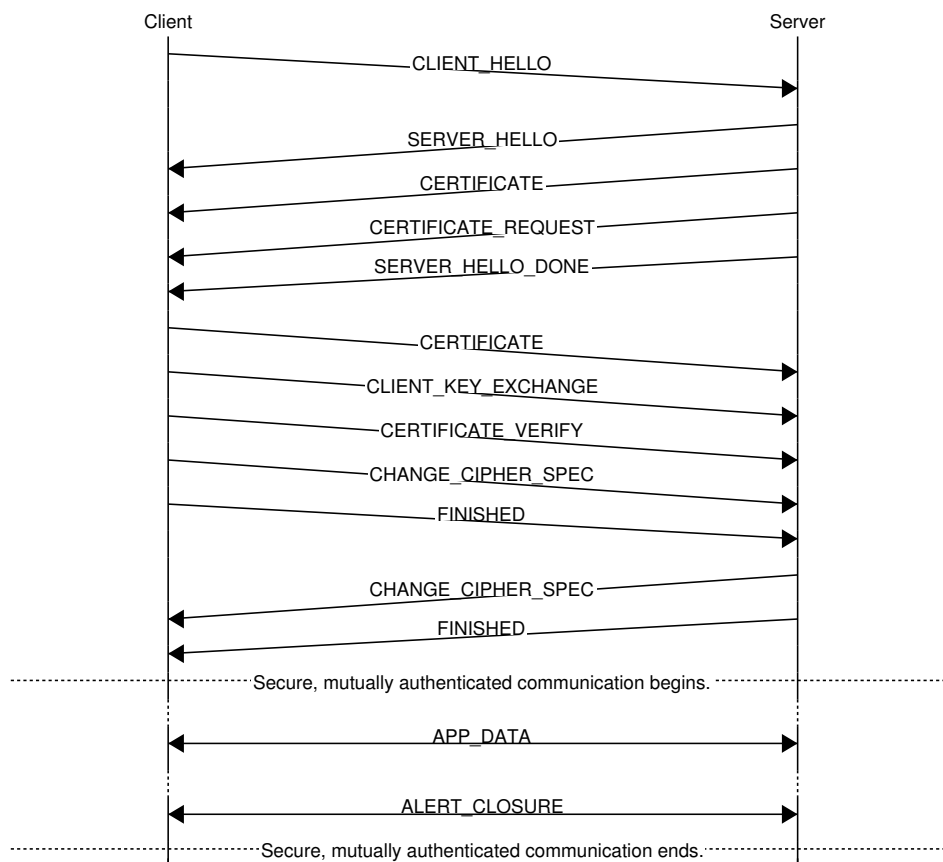 Client Server
CLIENT_HELLO
SERVER_HELLO
CERTIFICATE
CERTIFICATE_REQUEST
SERVER_HELLO_DONE
CERTIFICATE
CLIENT_KEY_EXCHANGE
CERTIFICATE_VERIFY
CHANGE_CIPHER_SPEC
FINISHED
CHANGE_CIPHER_SPEC
FINISHED
Secure, mutually authenticated communication begins.
APP_DATA
ALERT_CLOSURE
Secure, mutually authenticated communication ends.